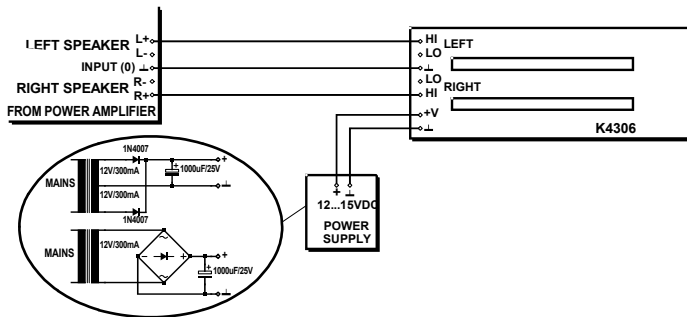 LEFT SPEAKER L+
L-
INPUT (0) ⊥
R-
RIGHT SPEAKER R+
FROM POWER AMPLIFIER
HI LEFT
LO
⊥
LO
HI RIGHT
+V
⊥
K4306
+ ⊥
12...15VDC
POWER
SUPPLY
1N4007
12V/300mA
MAINS
12V/300mA
1N4007
+
1000uF/25V
+
⊥
12V/300mA
MAINS
~
- +
~
+
1000uF/25V
+
⊥